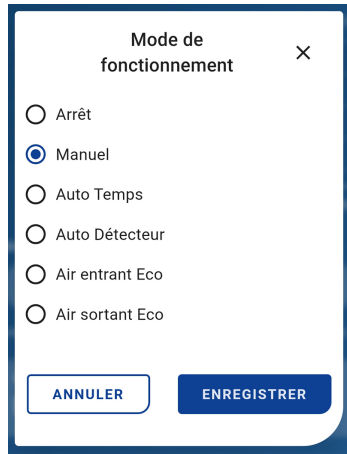 Mode de
fonctionnement
Arrêt
Manuel
Auto Temps
Auto Détecteur
Air entrant Eco
Air sortant Eco
ANNULER
ENREGISTRER